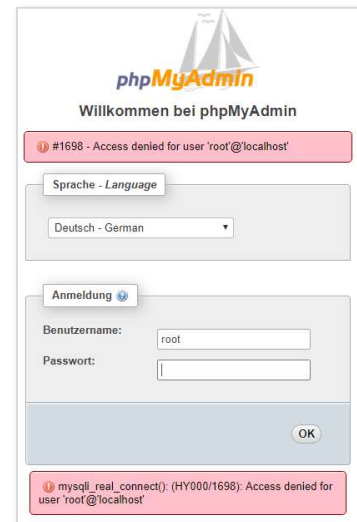 phpMyAdmin
Willkommen bei phpMyAdmin
#1698 - Access denied for user 'root'@'localhost'
Sprache - Language
Deutsch - German
Anmeldung
Benutzername:
root
Passwort:
OK
mysqli_real_connect(): (HY000/1698): Access denied for
user 'root'@'localhost'